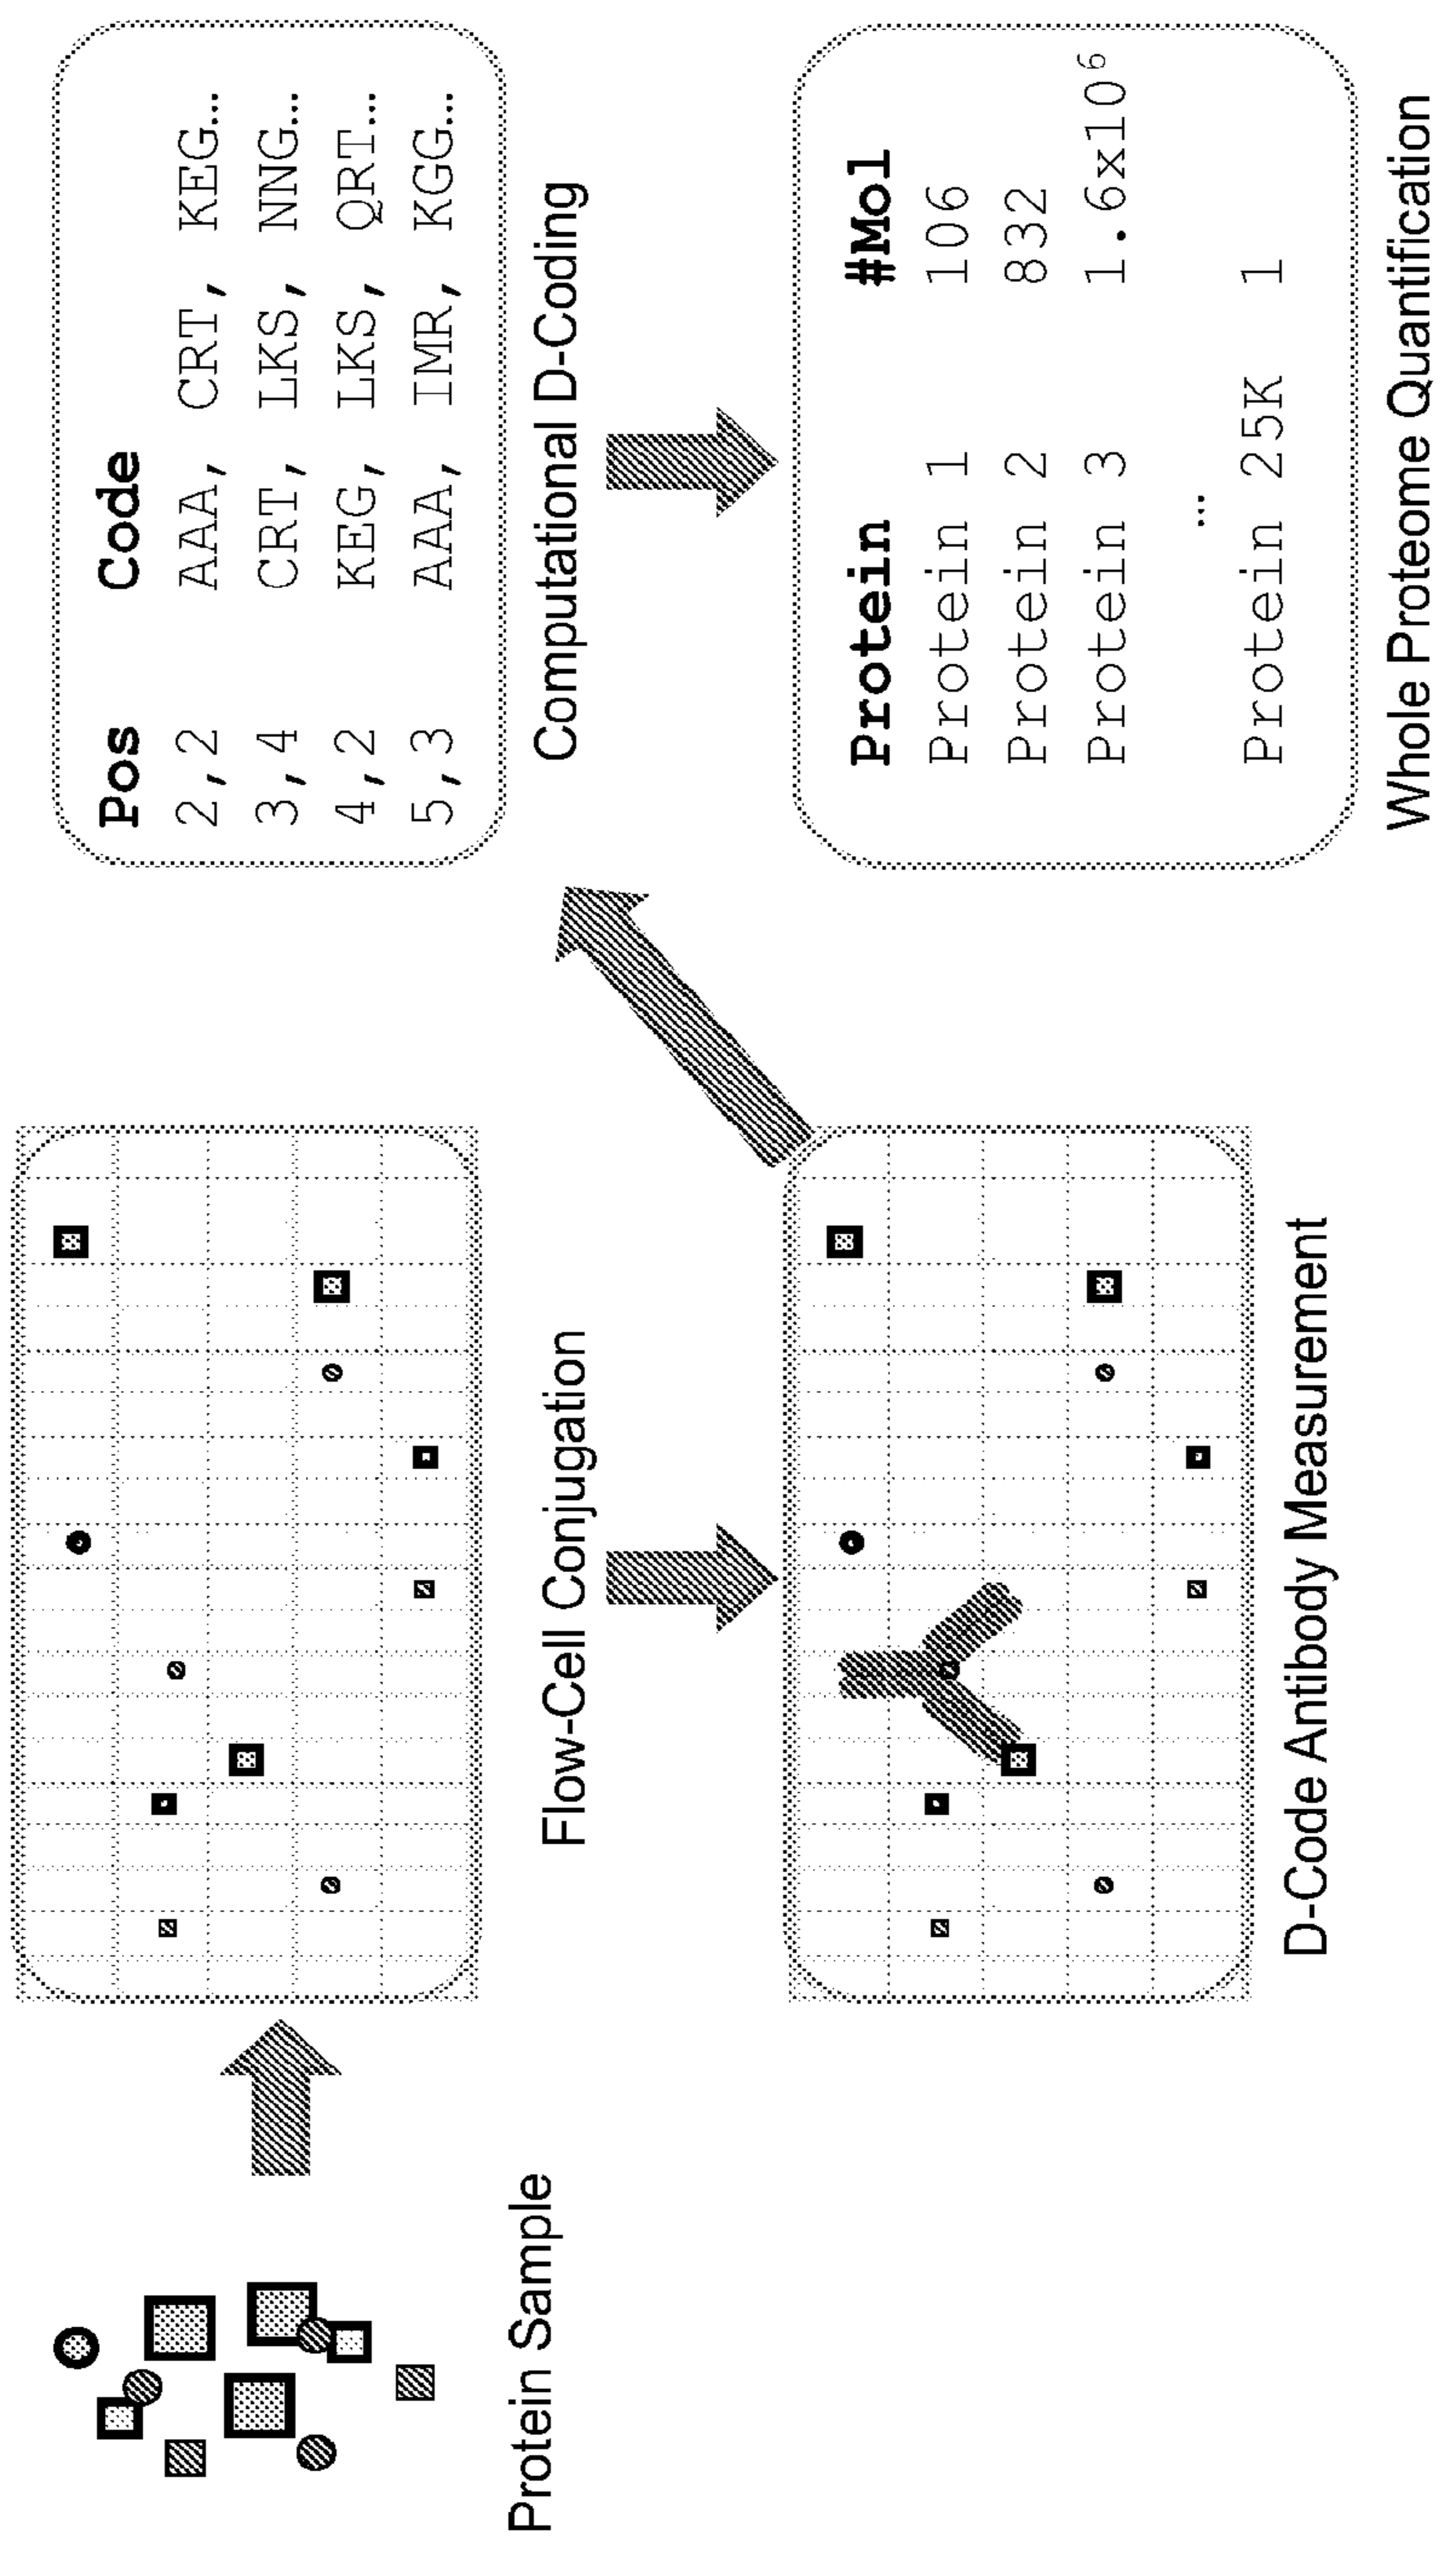 Protein Sample
Flow-Cell Conjugation
D-Code Antibody Measurement
Pos Code
2,2 AAA, CRT, KEG...
3,4 CRT, LKS, NNG...
4,2 KEG, LKS, QRT...
5,3 AAA, IMR, KGG...
Computational D-Coding
Protein #Mol
Protein 1 106
Protein 2 832
Protein 3 1.6x10⁶
...
Protein 25K 1
Whole Proteome Quantification